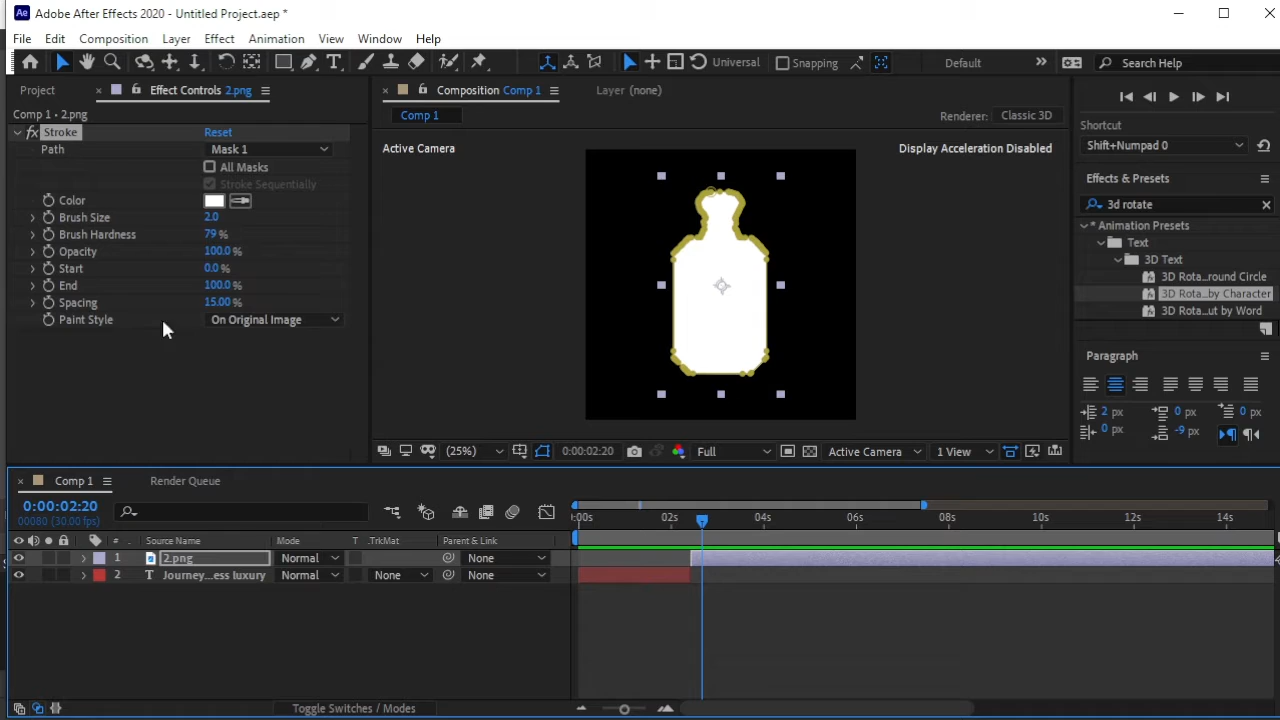 Ae Adobe After Effects 2020 - Untitled Project.aep *
File Edit Composition Layer Effect Animation View Window Help
Universal Snapping Default Search Help
Project Effect Controls 2.png
Comp 1 • 2.png
fx Stroke Reset
Path Mask 1
All Masks
Stroke Sequentially
Color
Brush Size 2.0
Brush Hardness 79 %
Opacity 100.0 %
Start 0.0 %
End 100.0 %
Spacing 15.00 %
Paint Style On Original Image
Composition Comp 1 Layer (none)
Comp 1 Renderer: Classic 3D
Active Camera Display Acceleration Disabled
(25%) 0:00:02:20 Full Active Camera 1 View
Shortcut
Shift+Numpad 0
Effects & Presets
3d rotate
* Animation Presets
Text
3D Text
3D Rota...round Circle
3D Rota...by Character
3D Rota...ut by Word
Paragraph
2 px 0 px 0 px
0 px -9 px
Comp 1 Render Queue
0:00:02:20
00080 (30.00 fps)
:00s 02s 04s 06s 08s 10s 12s 14s
# Source Name Mode T .TrkMat Parent & Link
1 2.png Normal None
2 T Journey...ess luxury Normal None None
Toggle Switches / Modes